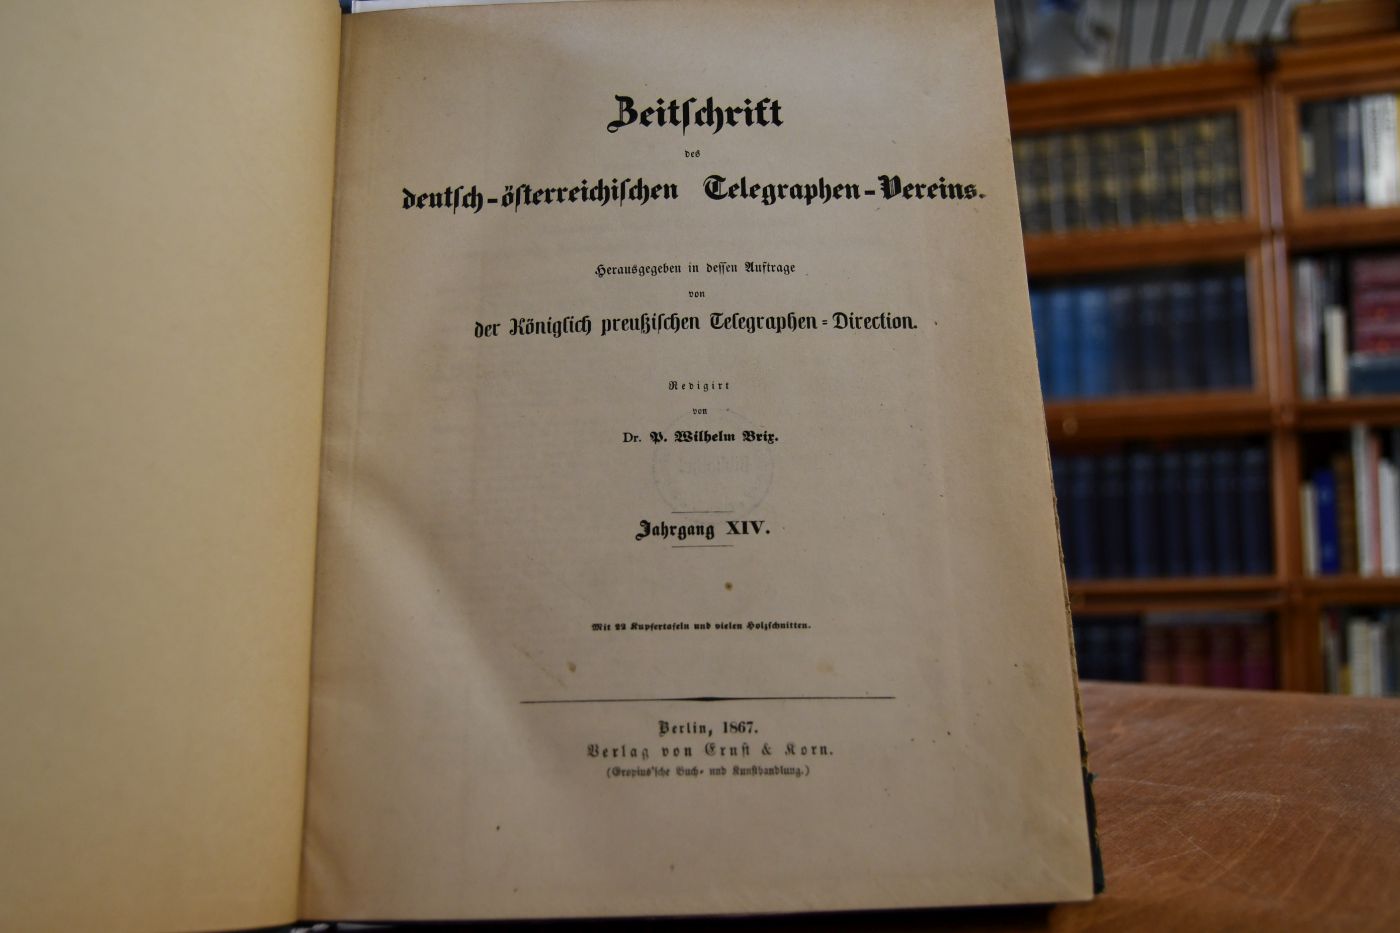 Zeitschrift
des
deutsch-österreichischen Telegraphen-Vereins.
Herausgegeben in dessen Auftrage
von
der Königlich preußischen Telegraphen-Direction.
Redigirt
von
Dr. P. Wilhelm Brix.
Jahrgang XIV.
Mit 22 Kupfertafeln und vielen Holzschnitten.
Berlin, 1867.
Verlag von Ernst & Korn.
(Gropius'sche Buch- und Kunsthandlung.)